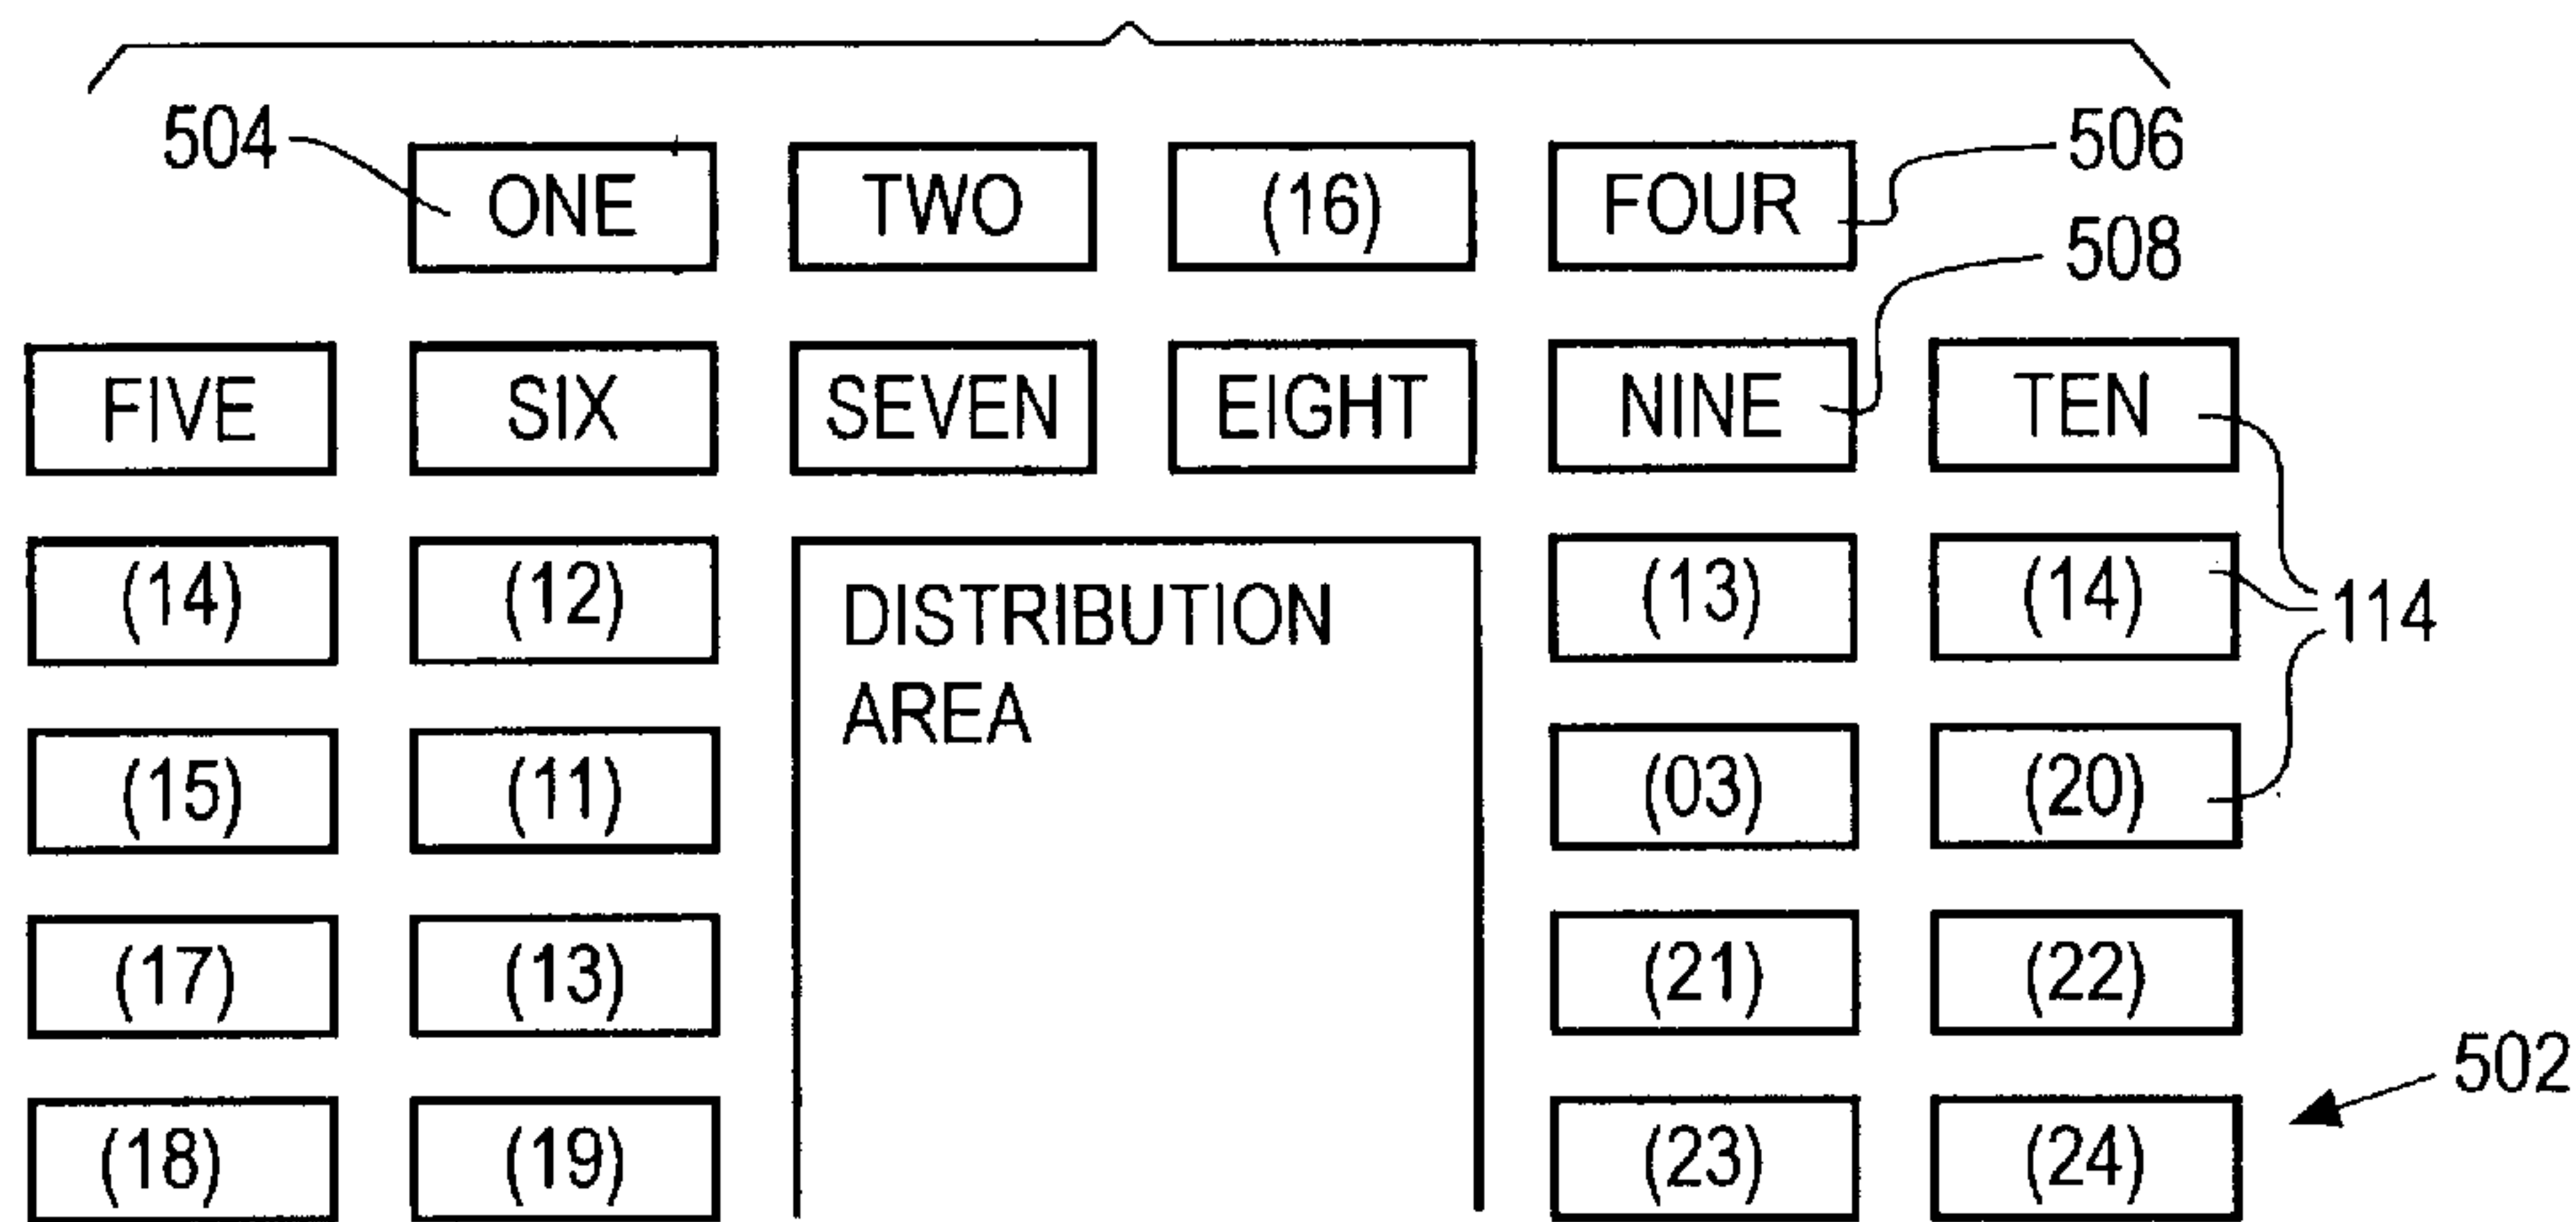 504 ONE TWO (16) FOUR 506
508
FIVE SIX SEVEN EIGHT NINE TEN
(14) (12) DISTRIBUTION (13) (14) 114
AREA
(15) (11) (03) (20)
(17) (13) (21) (22)
502
(18) (19) (23) (24)